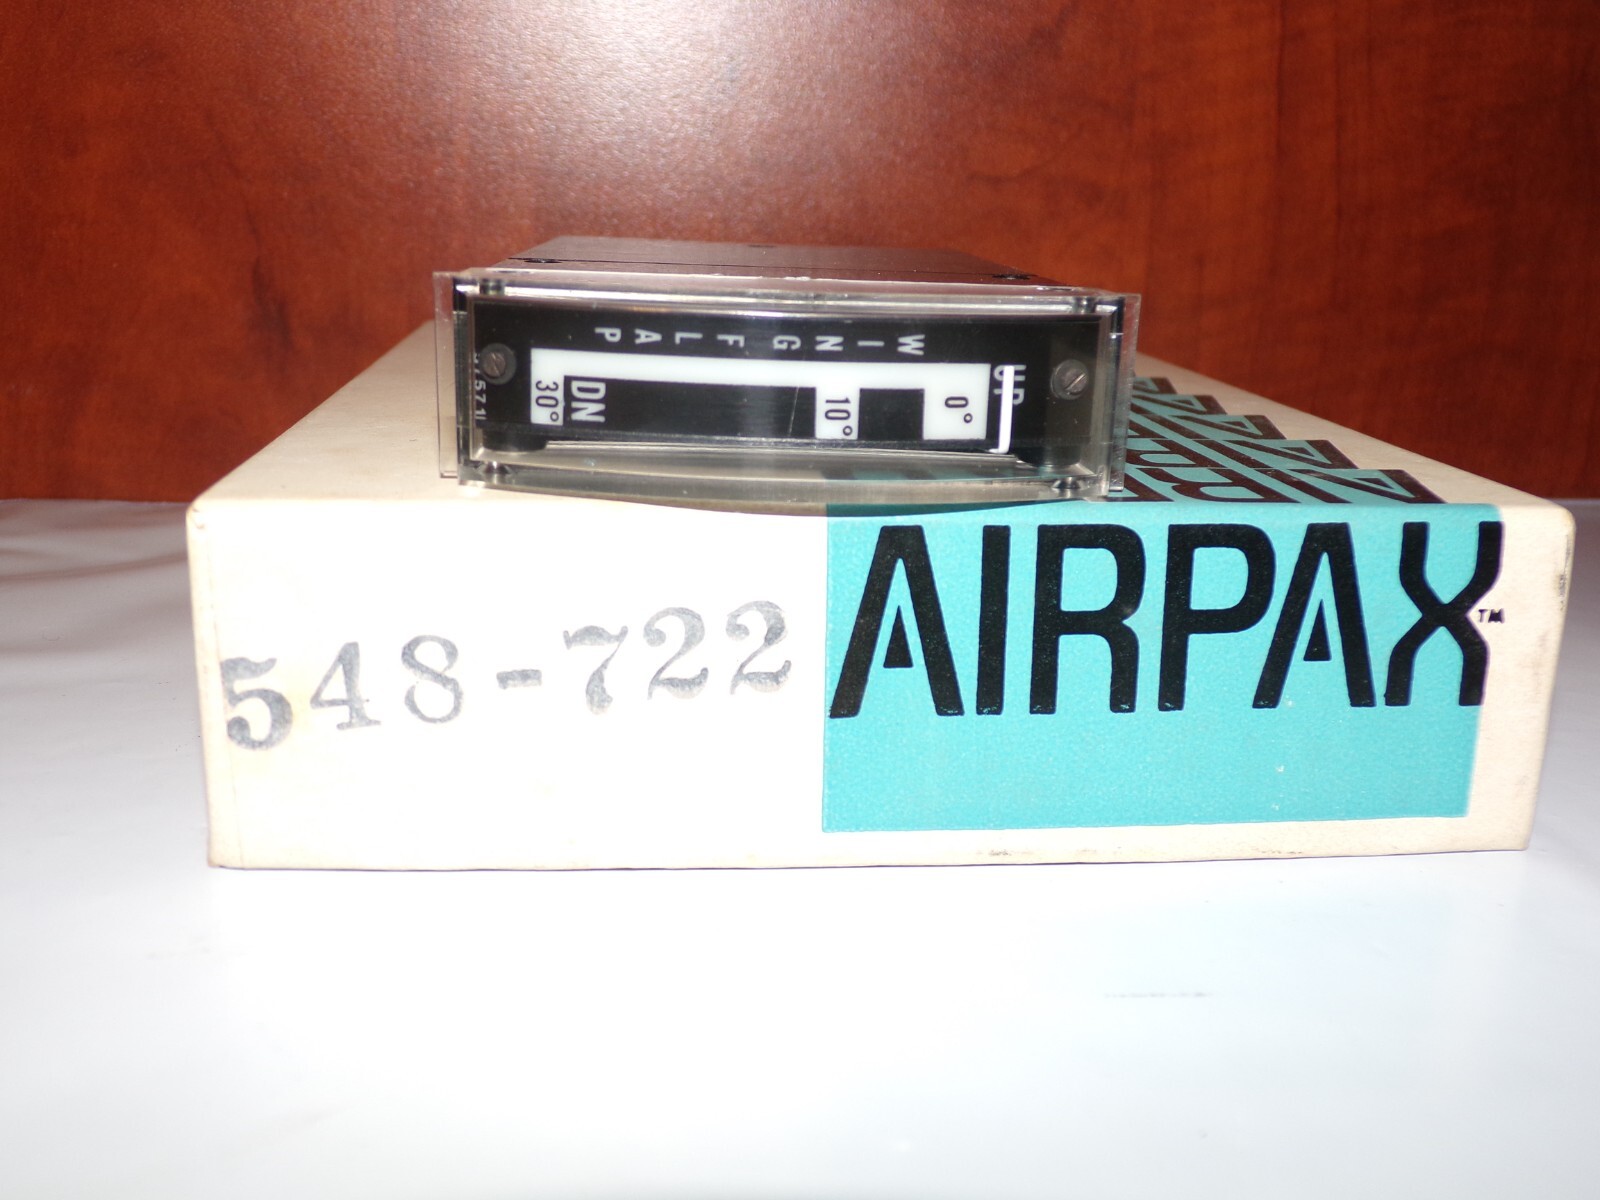 WING FLAP
UP
0°
10°
DN
30°
548-722
AIRPAX™